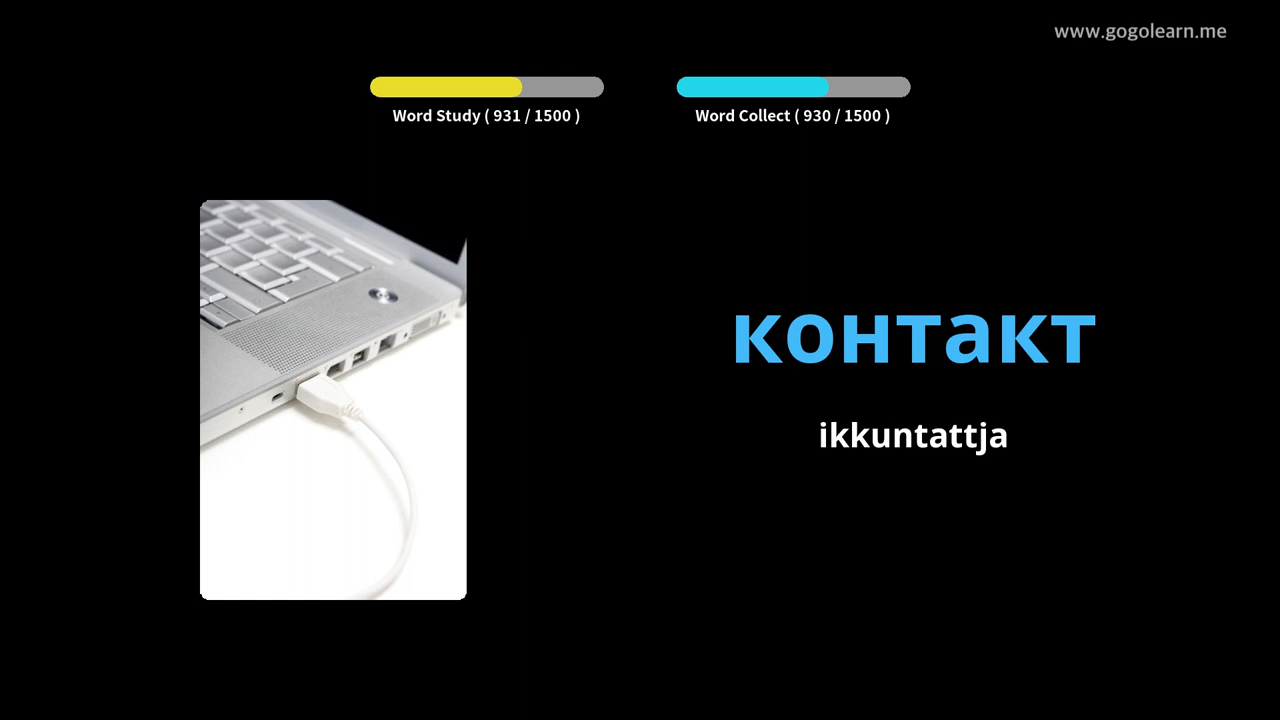 www.gogolearn.me
Word Study ( 931 / 1500 )
Word Collect ( 930 / 1500 )
контакт
ikkuntattja